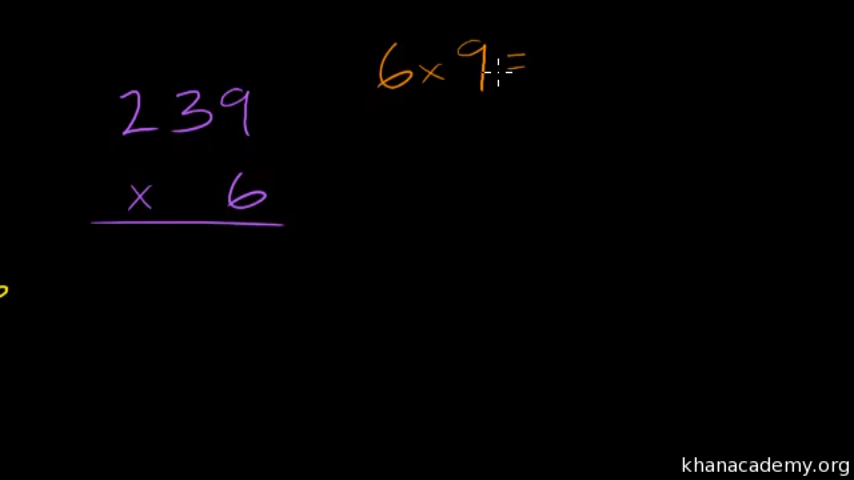 6 × 9 =
239
× 6
khanacademy.org